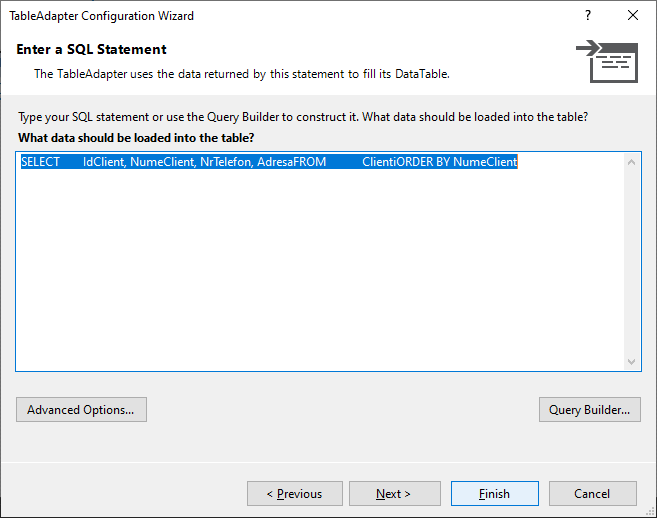 TableAdapter Configuration Wizard
?
Enter a SQL Statement
The TableAdapter uses the data returned by this statement to fill its DataTable.
Type your SQL statement or use the Query Builder to construct it. What data should be loaded into the table?
What data should be loaded into the table?
SELECT IdClient, NumeClient, NrTelefon, AdresaFROM ClientiORDER BY NumeClient
Advanced Options...
Query Builder...
< Previous
Next >
Finish
Cancel